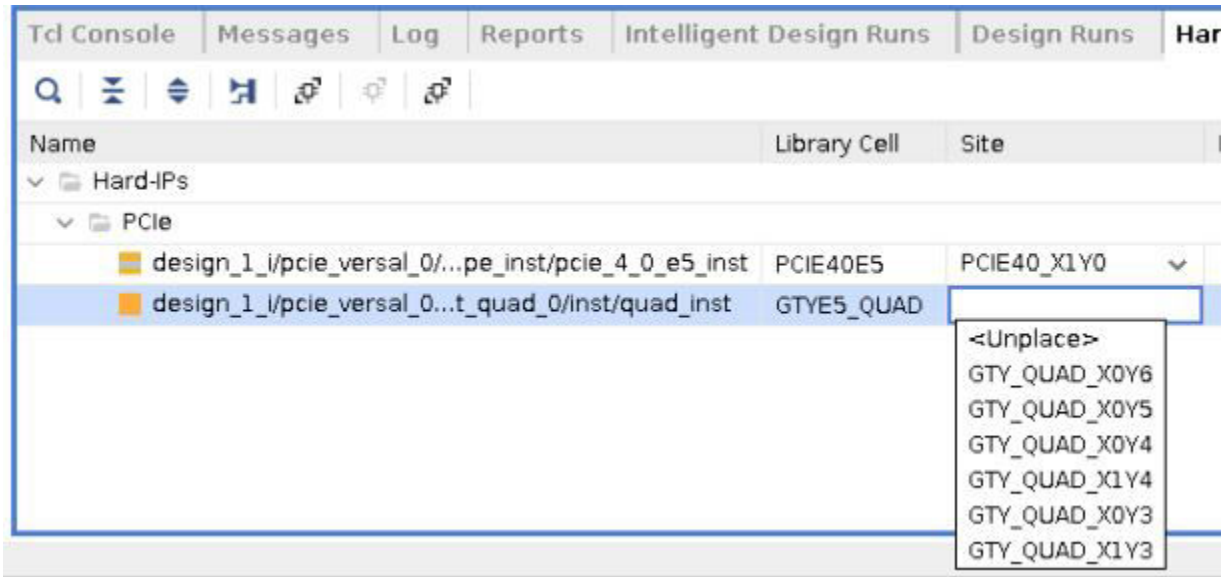 Tcl Console Messages Log Reports Intelligent Design Runs Design Runs Har
Name Library Cell Site
Hard-IPs
PCIe
design_1_i/pcie_versal_0/...pe_inst/pcie_4_0_e5_inst PCIE40E5 PCIE40_X1Y0
design_1_i/pcie_versal_0...t_quad_0/inst/quad_inst GTYE5_QUAD
<Unplace>
GTY_QUAD_X0Y6
GTY_QUAD_X0Y5
GTY_QUAD_X0Y4
GTY_QUAD_X1Y4
GTY_QUAD_X0Y3
GTY_QUAD_X1Y3